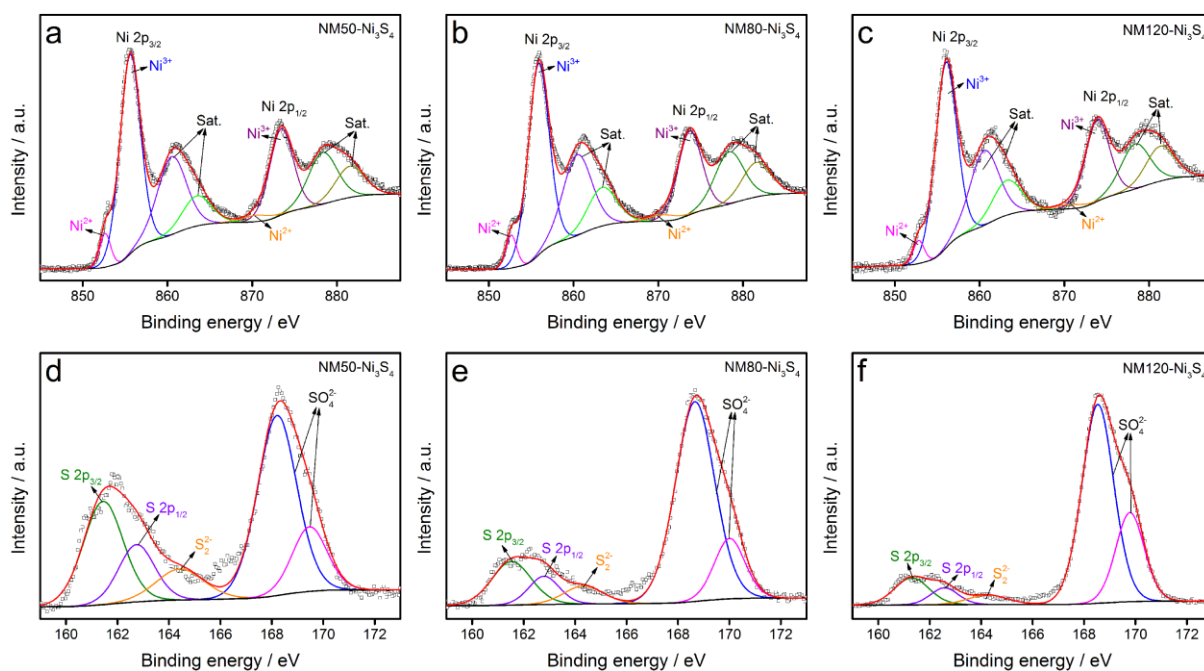 a
NM50-Ni₃S₄
Ni 2p₃/₂
Ni³⁺
Sat.
Ni 2p₁/₂
Ni³⁺
Sat.
Ni²⁺
Ni²⁺
850 860 870 880
Binding energy / eV
Intensity / a.u.
b
NM80-Ni₃S₄
Ni 2p₃/₂
Ni³⁺
Sat.
Ni 2p₁/₂
Ni³⁺
Sat.
Ni²⁺
Ni²⁺
850 860 870 880
Binding energy / eV
Intensity / a.u.
c
NM120-Ni₃S₄
Ni 2p₃/₂
Ni³⁺
Sat.
Ni 2p₁/₂
Ni³⁺
Sat.
Ni²⁺
Ni²⁺
850 860 870 880
Binding energy / eV
Intensity / a.u.
d
NM50-Ni₃S₄
SO₄²⁻
S 2p₃/₂
S 2p₁/₂
S₂²⁻
160 162 164 166 168 170 172
Binding energy / eV
Intensity / a.u.
e
NM80-Ni₃S₄
SO₄²⁻
S 2p₃/₂
S 2p₁/₂
S₂²⁻
160 162 164 166 168 170 172
Binding energy / eV
Intensity / a.u.
f
NM120-Ni₃S₄
SO₄²⁻
S 2p₃/₂
S 2p₁/₂
S₂²⁻
160 162 164 166 168 170 172
Binding energy / eV
Intensity / a.u.